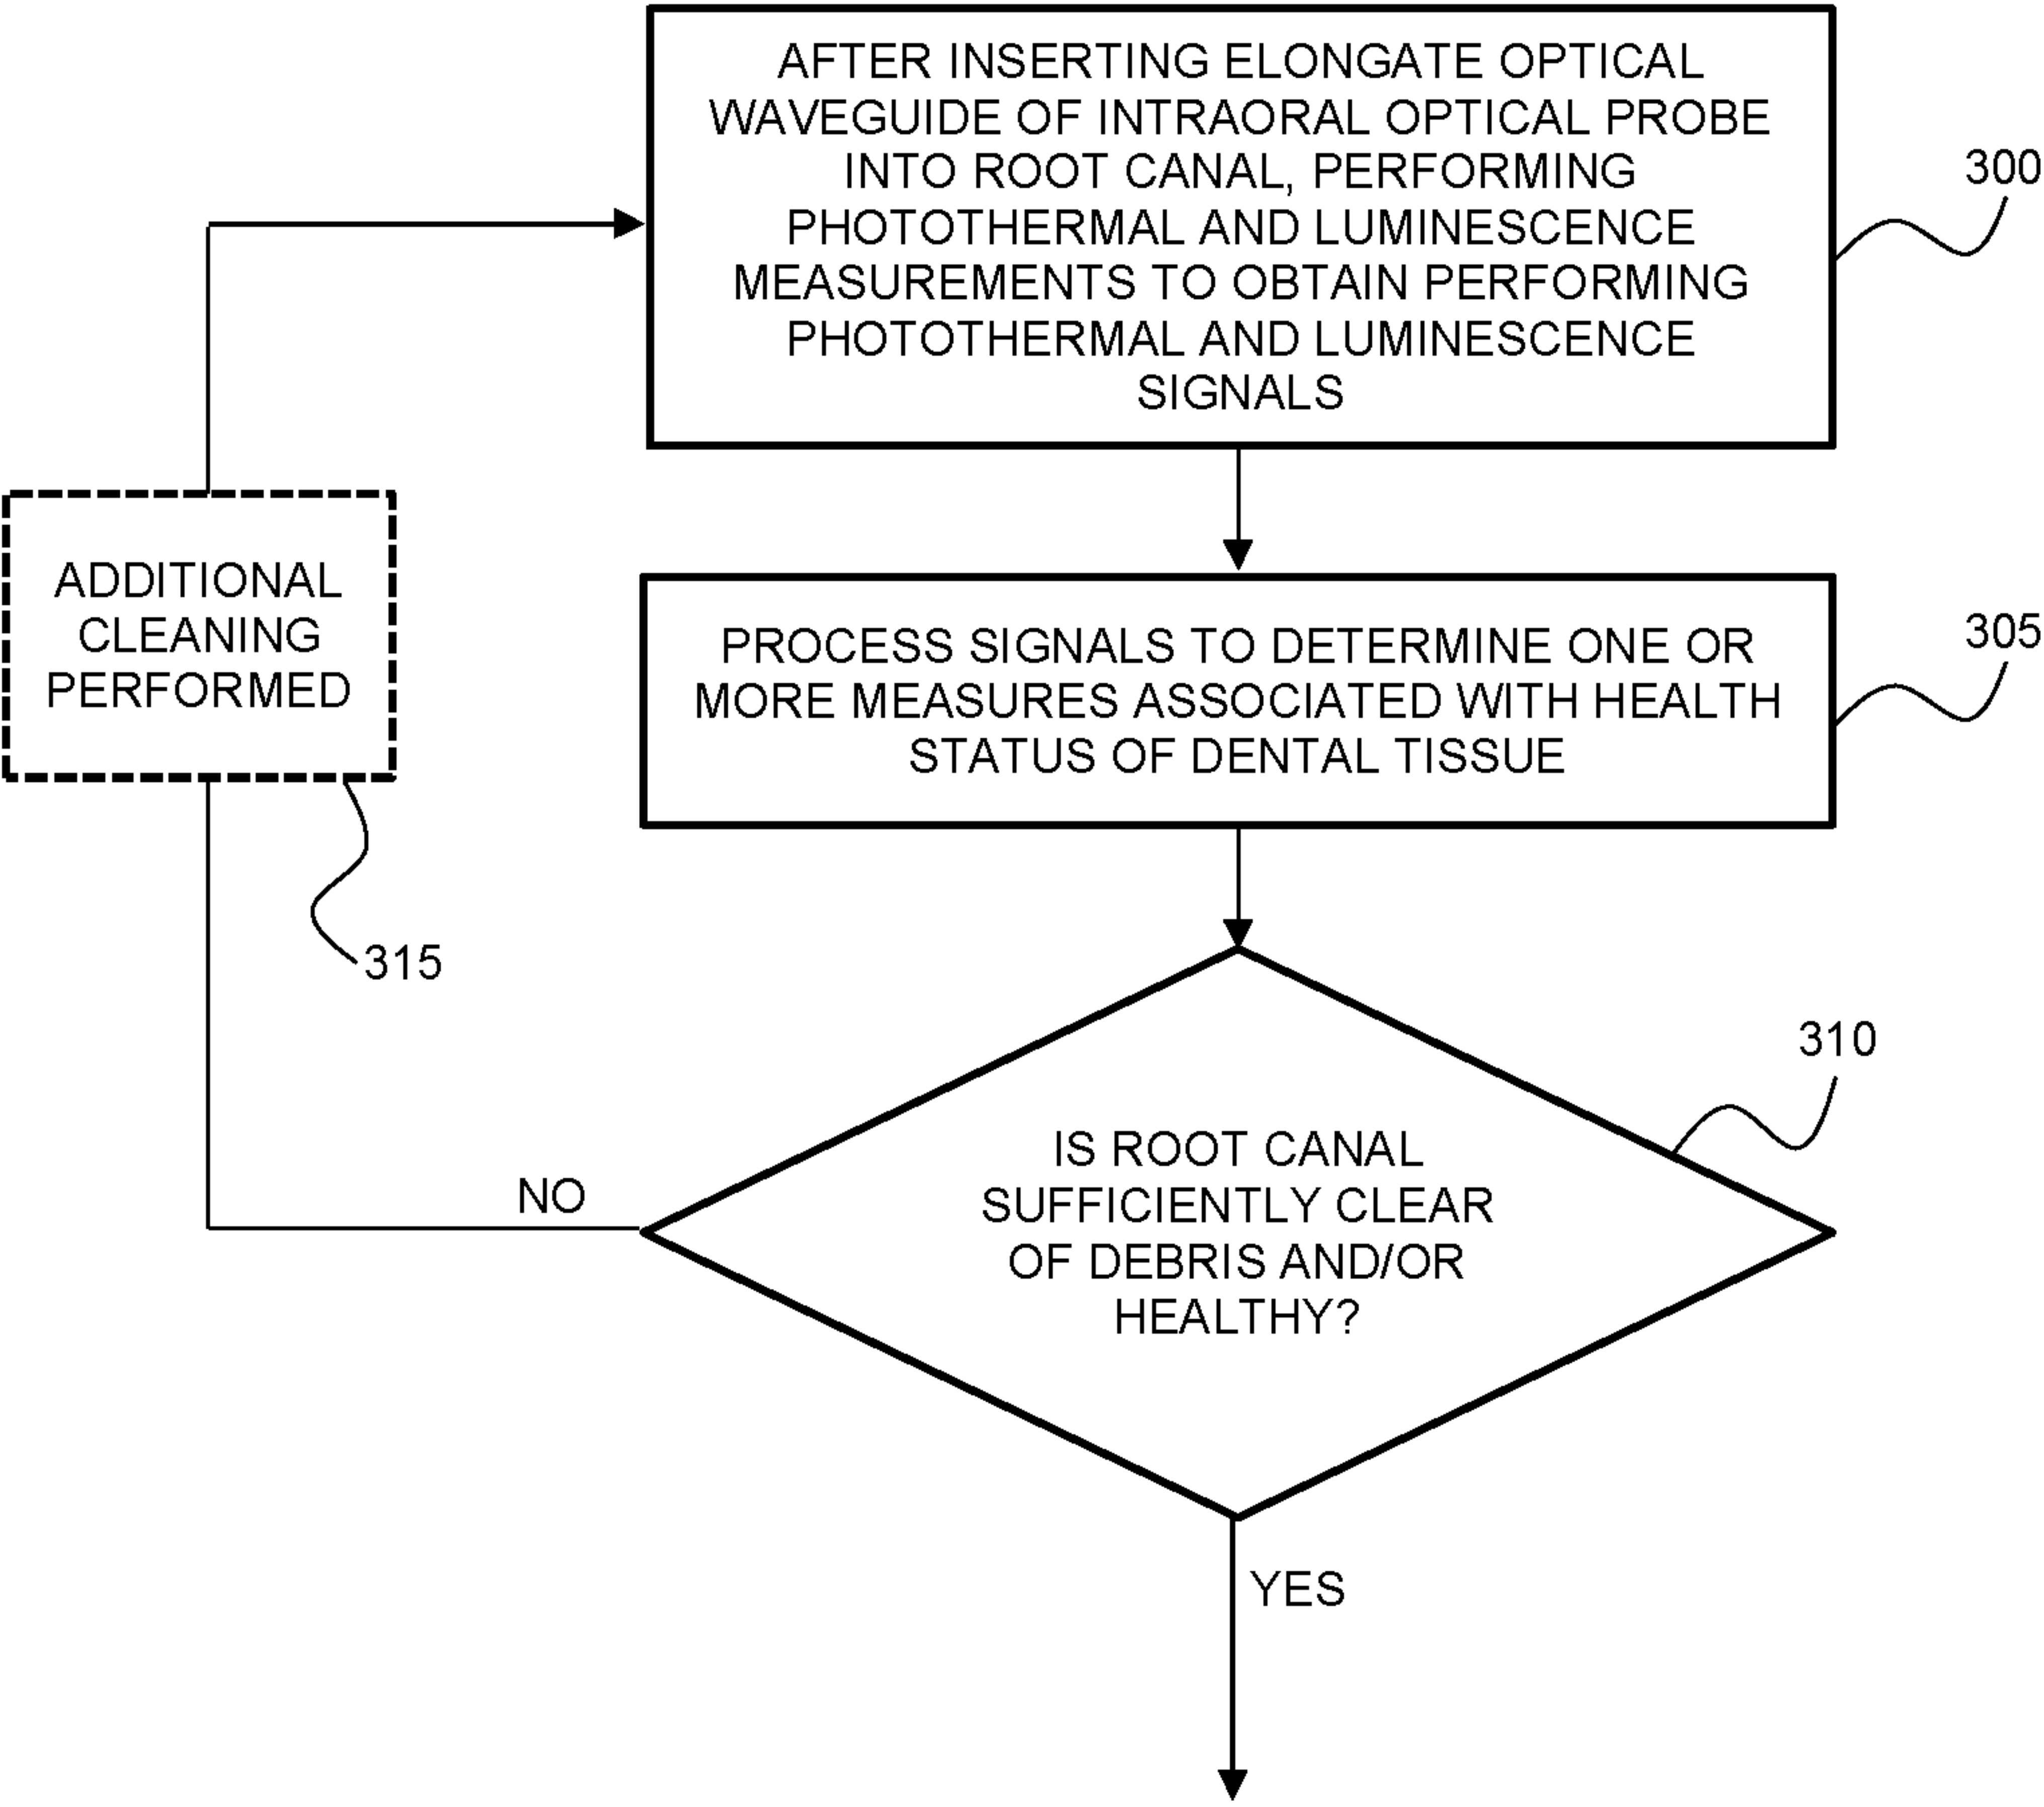 AFTER INSERTING ELONGATE OPTICAL
WAVEGUIDE OF INTRAORAL OPTICAL PROBE
INTO ROOT CANAL, PERFORMING
PHOTOTHERMAL AND LUMINESCENCE
MEASUREMENTS TO OBTAIN PERFORMING
PHOTOTHERMAL AND LUMINESCENCE
SIGNALS
300
PROCESS SIGNALS TO DETERMINE ONE OR
MORE MEASURES ASSOCIATED WITH HEALTH
STATUS OF DENTAL TISSUE
305
ADDITIONAL
CLEANING
PERFORMED
315
310
IS ROOT CANAL
SUFFICIENTLY CLEAR
OF DEBRIS AND/OR
HEALTHY?
NO
YES